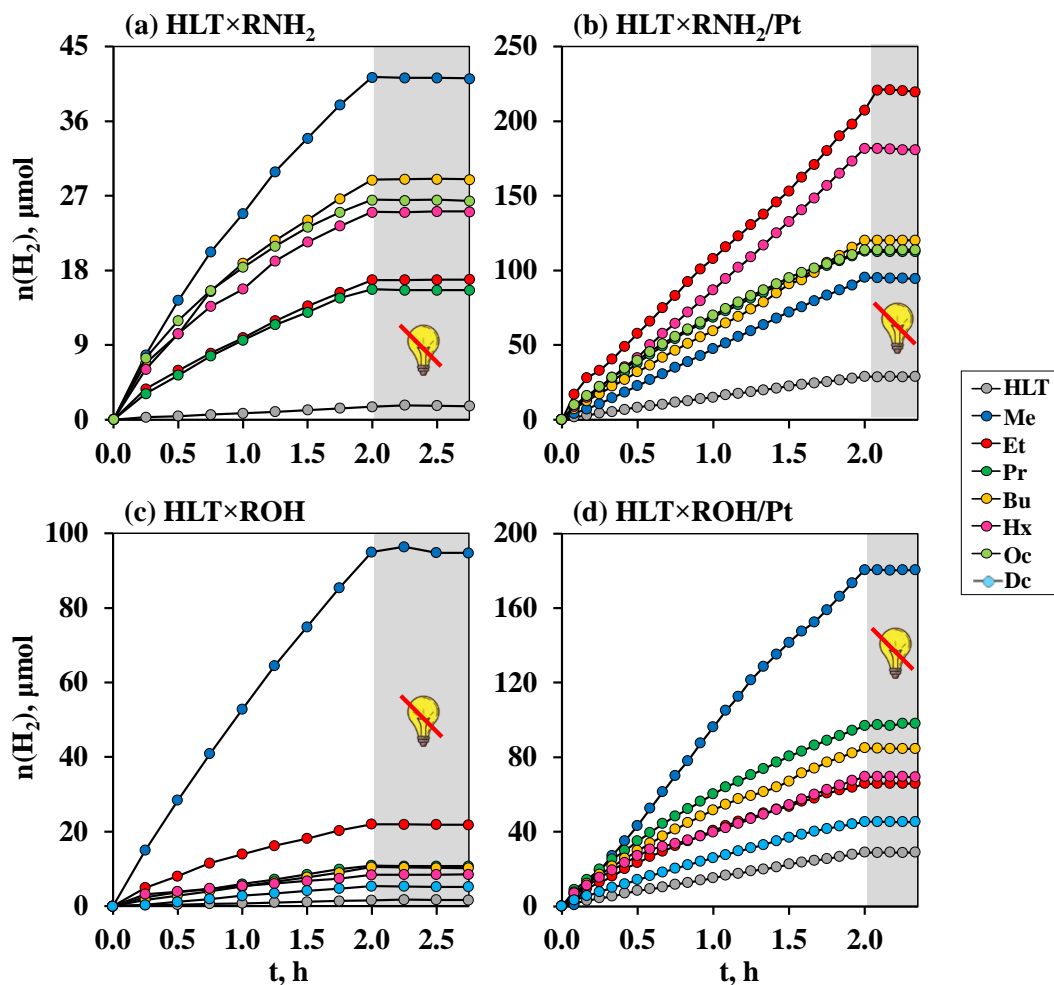 (a) HLT×RNH₂
45
36
27
18
9
0
0.0 0.5 1.0 1.5 2.0 2.5
n(H₂), μmol
(b) HLT×RNH₂/Pt
250
200
150
100
50
0
0.0 0.5 1.0 1.5 2.0
(c) HLT×ROH
100
80
60
40
20
0
0.0 0.5 1.0 1.5 2.0 2.5
n(H₂), μmol
t, h
(d) HLT×ROH/Pt
200
160
120
80
40
0
0.0 0.5 1.0 1.5 2.0
t, h
HLT
Me
Et
Pr
Bu
Hx
Oc
Dc